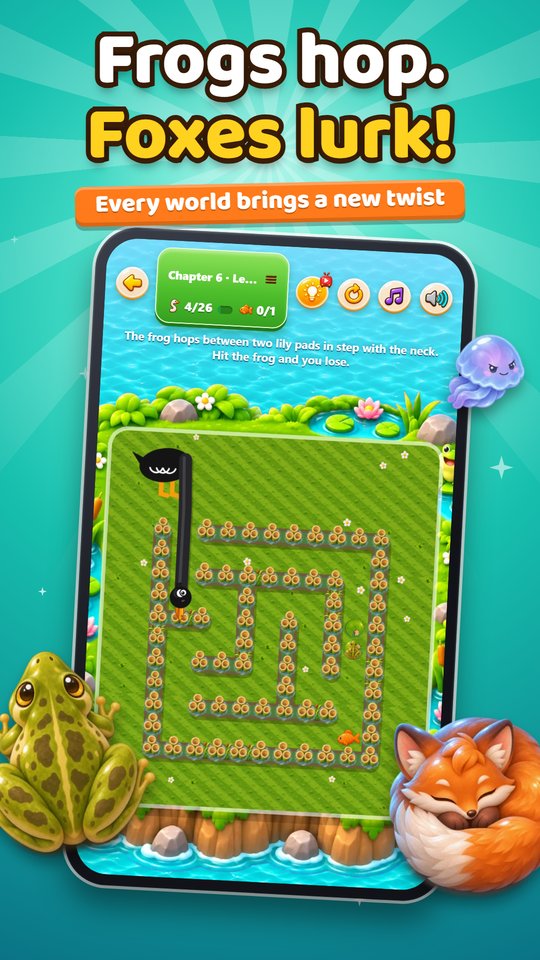 Frogs hop.
Foxes lurk!
Every world brings a new twist
Chapter 6 · Le...
4/26 0/1
The frog hops between two lily pads in step with the neck.
Hit the frog and you lose.